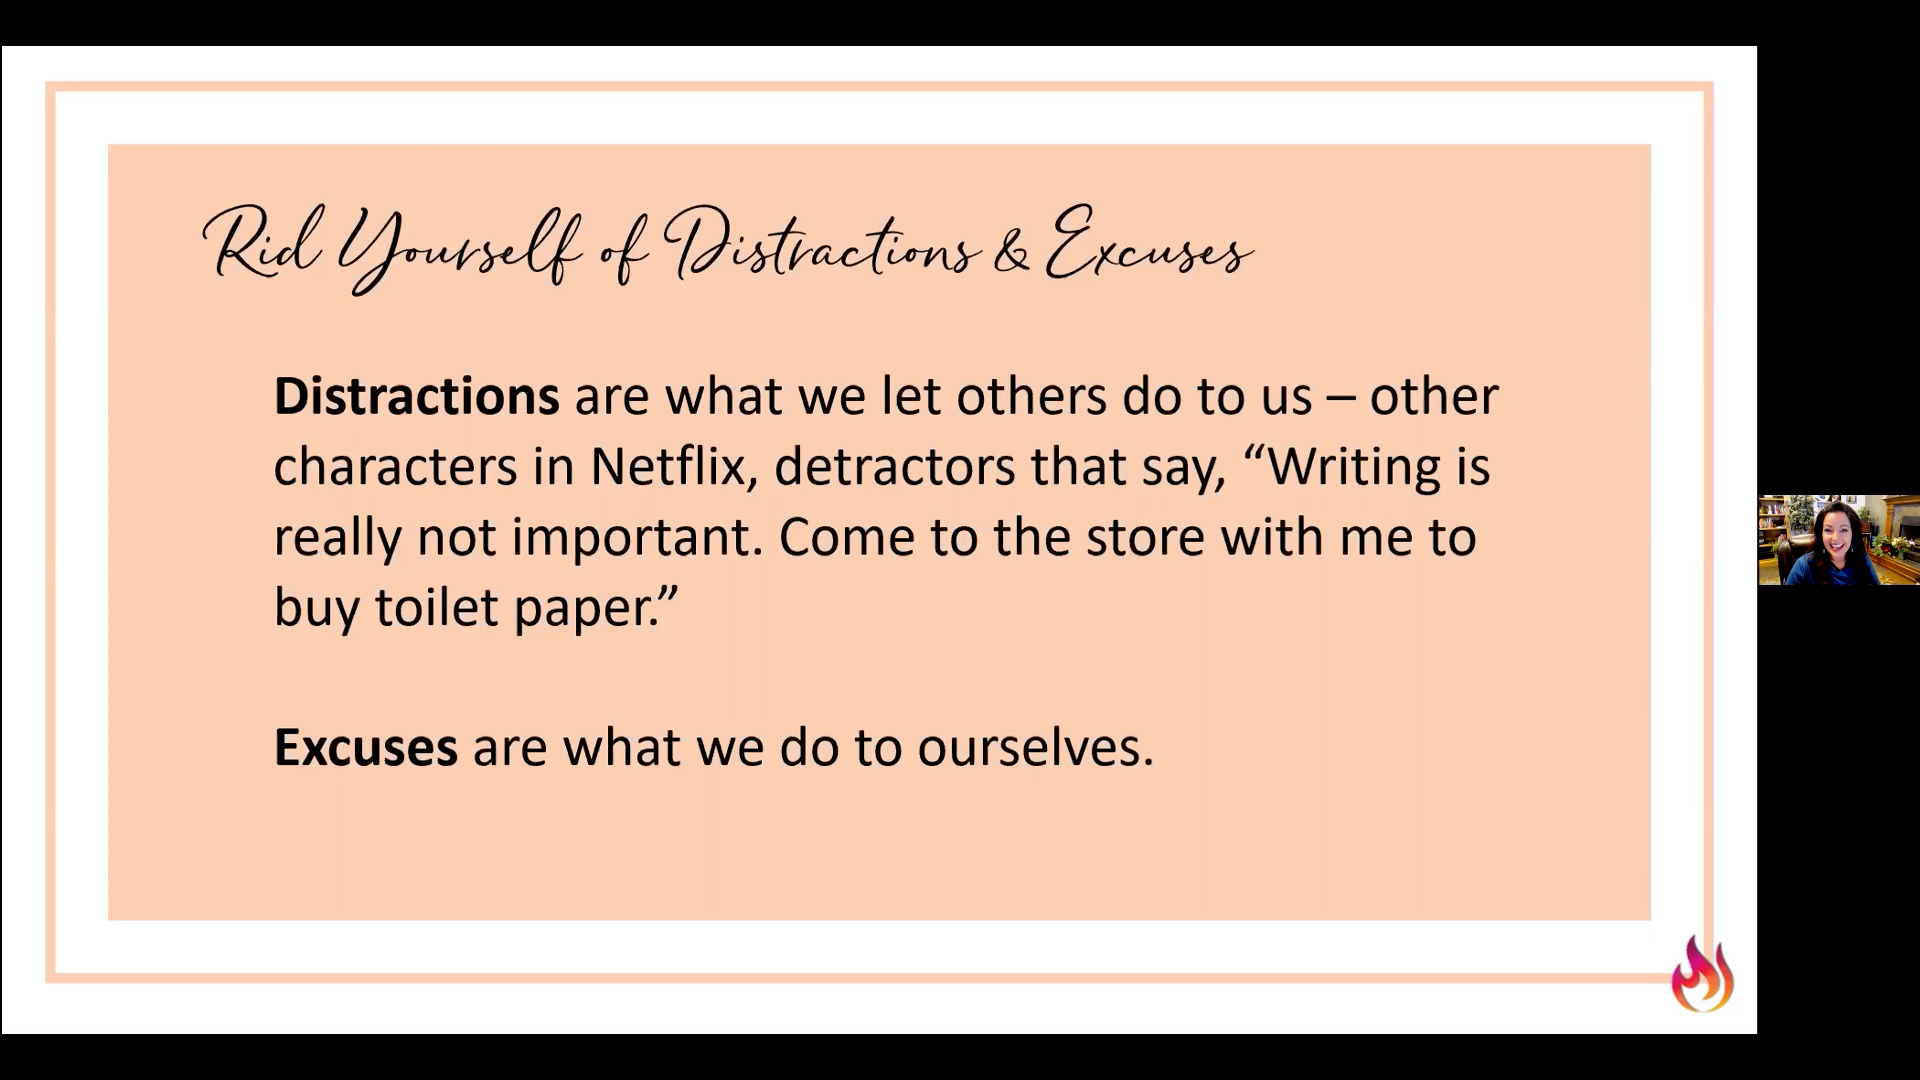 Rid Yourself of Distractions & Excuses
Distractions are what we let others do to us – other
characters in Netflix, detractors that say, “Writing is
really not important. Come to the store with me to
buy toilet paper.”
Excuses are what we do to ourselves.